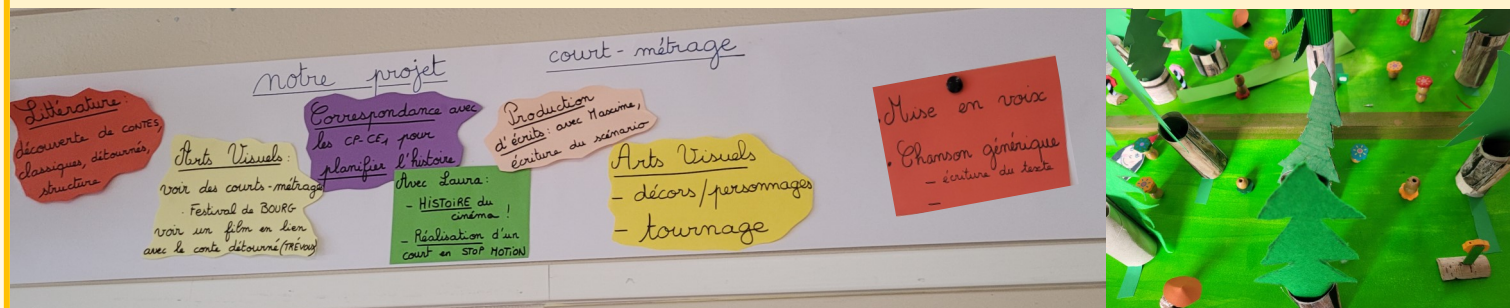 notre projet
court-métrage
Littérature :
découverte de CONTES,
classiques, détournés,
structure
Arts Visuels :
voir des courts-métrages
. Festival de BOURG
voir un film en lien
avec le conte détourné (TRÉVOUX)
Correspondance avec
les CP-CE1 pour
planifier l'histoire
Avec Laura :
- HISTOIRE du
cinéma !
- Réalisation d'un
court en STOP MOTION
Production
d'écrits : avec Maxime,
écriture du scénario
Arts Visuels
- décors/personnages
- tournage
. Mise en voix
. Chanson générique
- écriture du texte
-